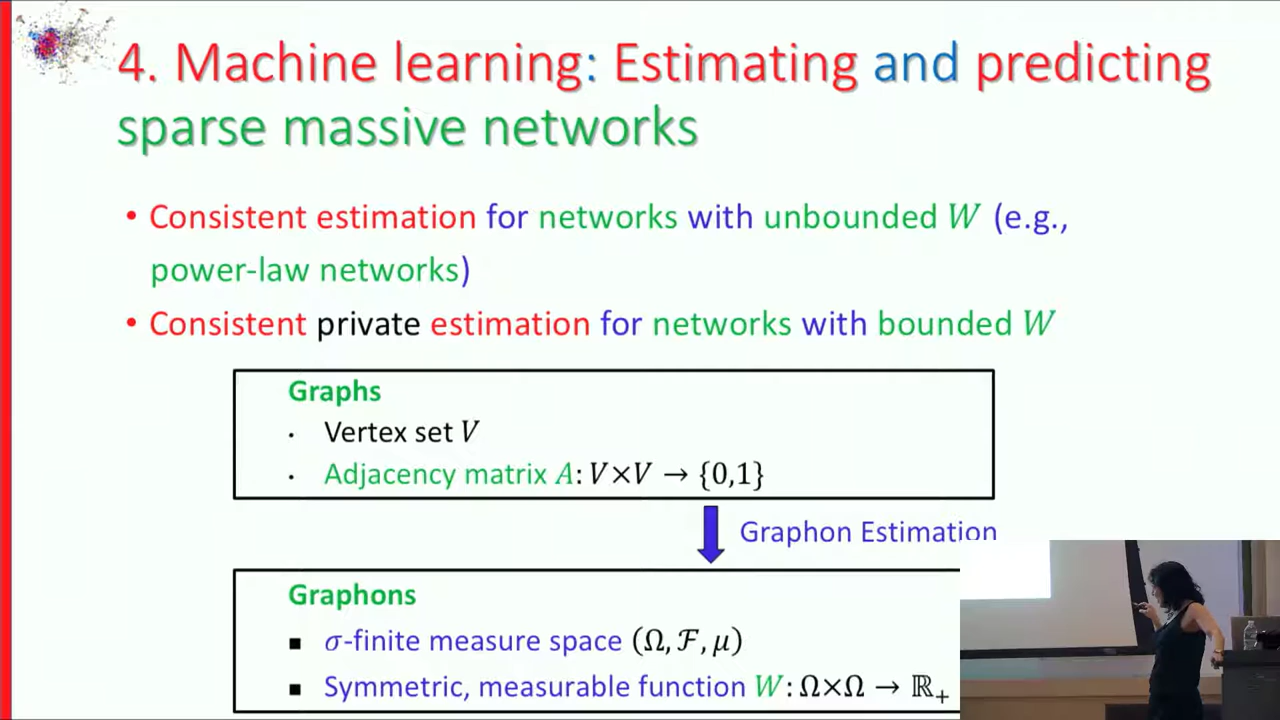 4. Machine learning: Estimating and predicting
sparse massive networks
• Consistent estimation for networks with unbounded W (e.g.,
power-law networks)
• Consistent private estimation for networks with bounded W
Graphs
• Vertex set V
• Adjacency matrix A: V×V → {0,1}
Graphon Estimation
Graphons
▪ σ-finite measure space (Ω, ℱ, μ)
▪ Symmetric, measurable function W: Ω×Ω → ℝ₊